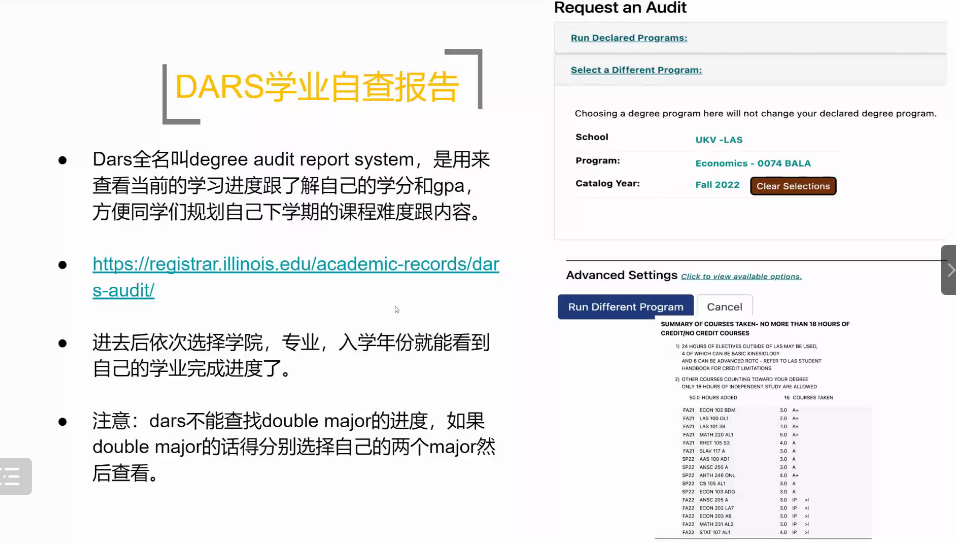 DARS学业自查报告
● Dars全名叫degree audit report system，是用来
查看当前的学习进度跟了解自己的学分和gpa，
方便同学们规划自己下学期的课程难度跟内容。
● https://registrar.illinois.edu/academic-records/dar
s-audit/
● 进去后依次选择学院，专业，入学年份就能看到
自己的学业完成进度了。
● 注意：dars不能查找double major的进度，如果
double major的话得分别选择自己的两个major然
后查看。
Request an Audit
Run Declared Programs:
Select a Different Program:
Choosing a degree program here will not change your declared degree program.
School UKV -LAS
Program: Economics - 0074 BALA
Catalog Year: Fall 2022 Clear Selections
Advanced Settings Click to view available options.
Run Different Program Cancel
SUMMARY OF COURSES TAKEN- NO MORE THAN 18 HOURS OF
CREDIT/NO CREDIT COURSES
1) 24 HOURS OF ELECTIVES OUTSIDE OF LAS MAY BE USED,
4 OF WHICH CAN BE BASIC KINESIOLOGY
AND 6 CAN BE ADVANCED ROTC - REFER TO LAS STUDENT
HANDBOOK FOR CREDIT LIMITATIONS.
2) OTHER COURSES COUNTING TOWARD YOUR DEGREE
ONLY 18 HOURS OF INDEPENDENT STUDY ARE ALLOWED
50.0 HOURS ADDED 16 COURSES TAKEN
FA21 ECON 102 BDM 3.0 A+
FA21 LAS 100 GL1 2.0 A+
FA21 LAS 101 38 1.0 A+
FA21 MATH 220 AL1 5.0 A+
FA21 RHET 105 S3 4.0 A
FA21 SLAV 117 A 3.0 A
SP22 AAS 100 AD1 3.0 A
SP22 ANSC 250 A 3.0 A
SP22 ANTH 246 ONL 4.0 A+
SP22 CS 105 AL1 3.0 A
SP22 ECON 103 ADG 3.0 A
FA22 ANSC 205 A 3.0 IP >I
FA22 ECON 202 LA7 3.0 IP >I
FA22 ECON 203 A6 3.0 IP >I
FA22 MATH 231 AL2 3.0 IP >I
FA22 STAT 107 AL1 4.0 IP >I